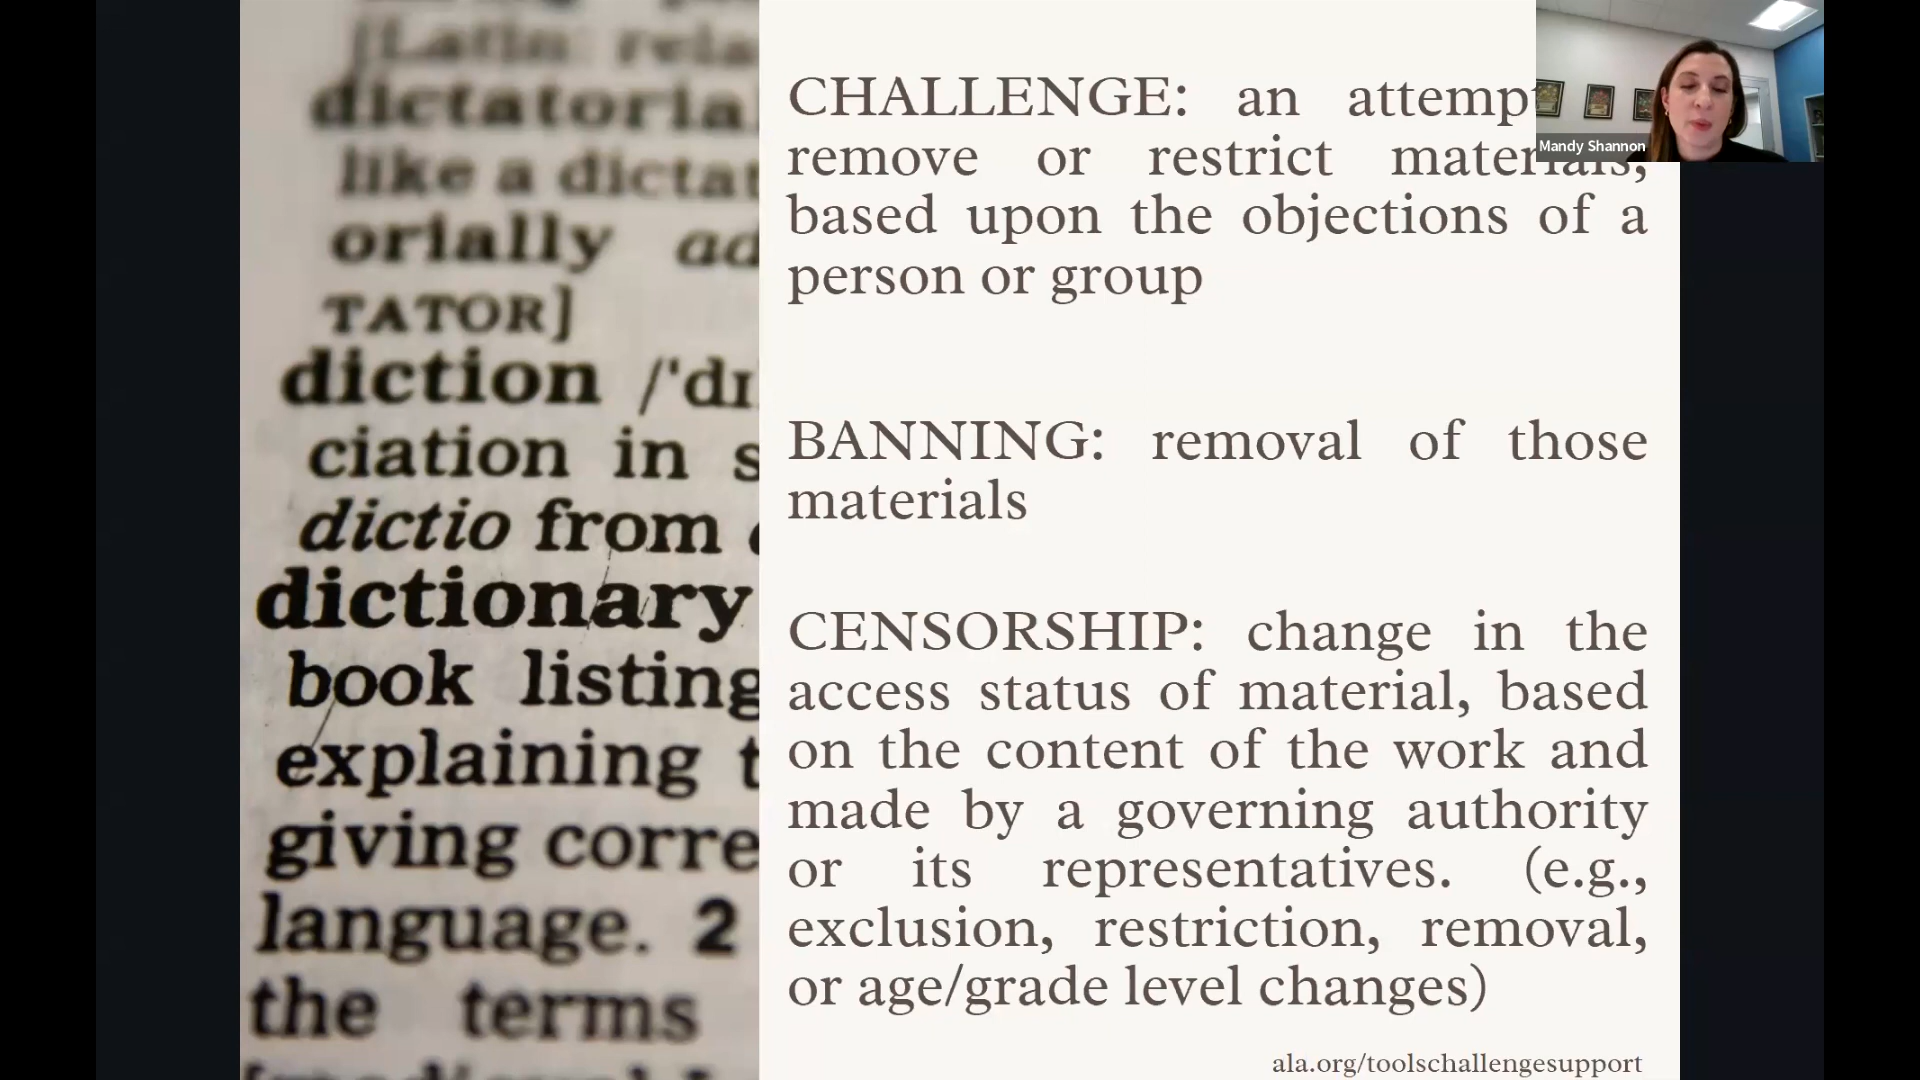 [Latin: rela
dictatorial
like a dictat
orially ad
TATOR]
diction /'dɪ
ciation in s
dictio from
dictionary
book listing
explaining t
giving corre
language. 2
the terms
CHALLENGE: an attemp
remove or restrict materials,
based upon the objections of a
person or group
BANNING: removal of those
materials
CENSORSHIP: change in the
access status of material, based
on the content of the work and
made by a governing authority
or its representatives. (e.g.,
exclusion, restriction, removal,
or age/grade level changes)
ala.org/toolschallengesupport
Mandy Shannon